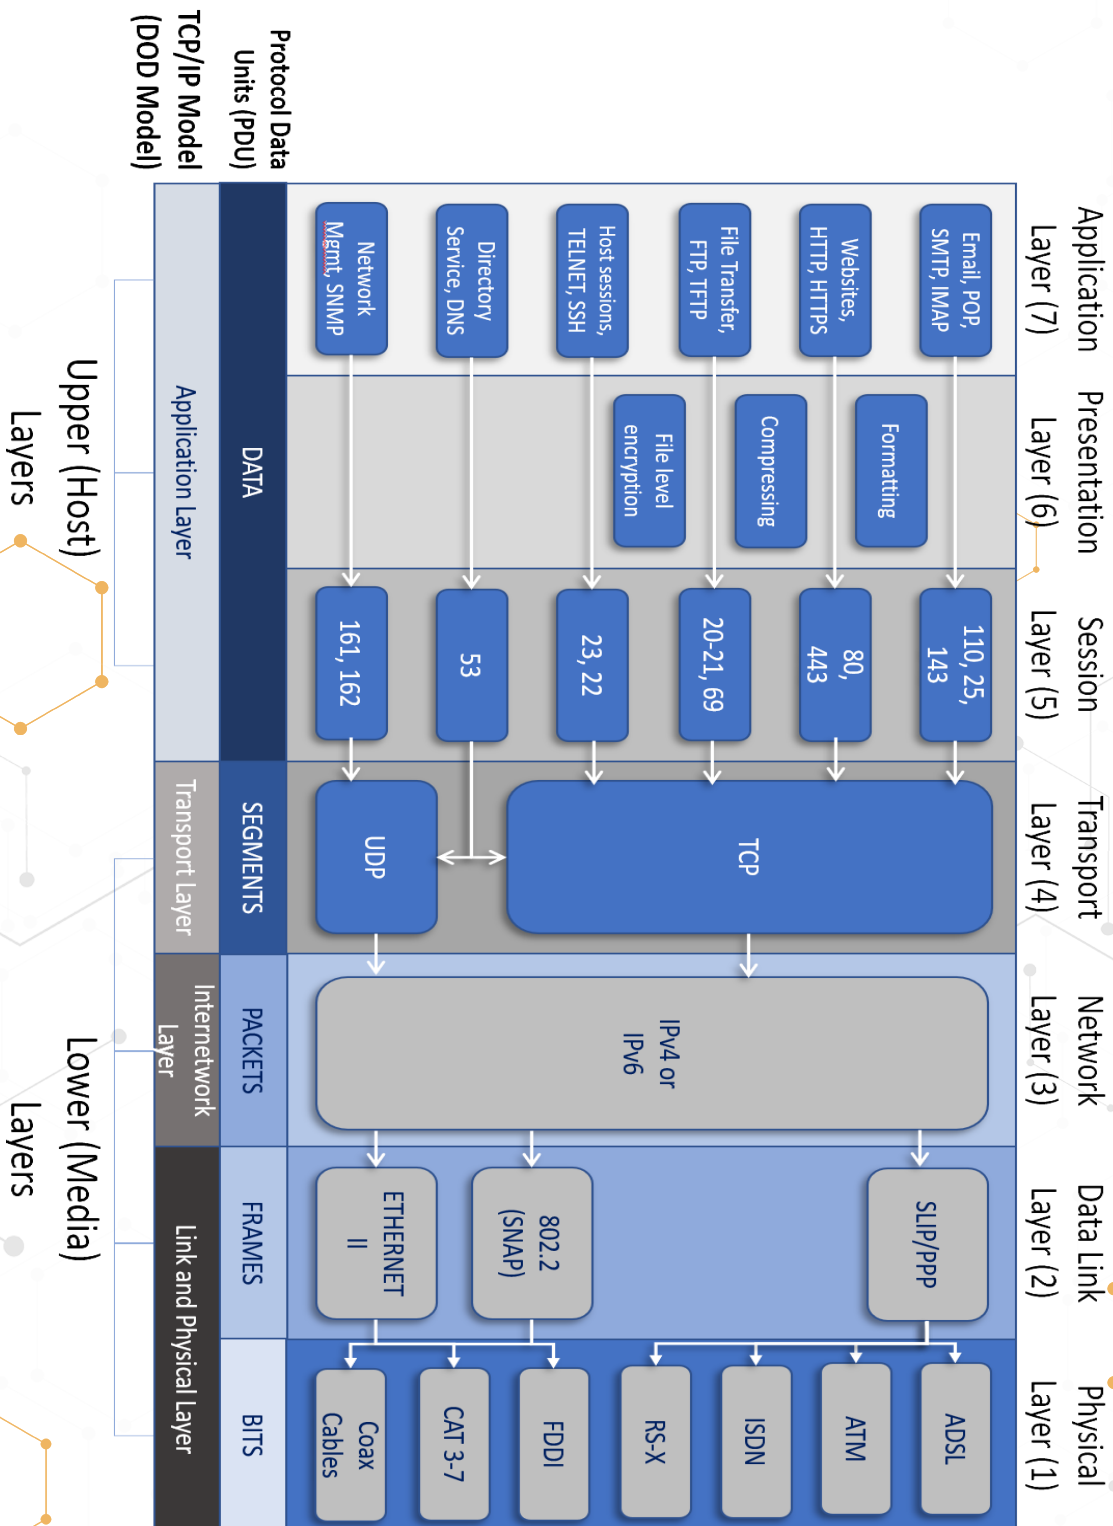 Application
Layer (7)
Presentation
Layer (6)
Session
Layer (5)
Transport
Layer (4)
Network
Layer (3)
Data Link
Layer (2)
Physical
Layer (1)
Email, POP,
SMTP, IMAP
Websites,
HTTP, HTTPS
File Transfer,
FTP, TFTP
Host sessions,
TELNET, SSH
Directory
Service, DNS
Network
Mgmt, SNMP
Formatting
Compressing
File level
encryption
110, 25,
143
80,
443
20-21, 69
23, 22
53
161, 162
TCP
UDP
IPv4 or
IPv6
SLIP/PPP
802.2
(SNAP)
ETHERNET
II
ADSL
ATM
ISDN
RS-X
FDDI
CAT 3-7
Coax
Cables
Protocol Data
Units (PDU)
DATA
SEGMENTS
PACKETS
FRAMES
BITS
TCP/IP Model
(DOD Model)
Application Layer
Transport Layer
Internetwork
Layer
Link and Physical Layer
Upper (Host)
Layers
Lower (Media)
Layers